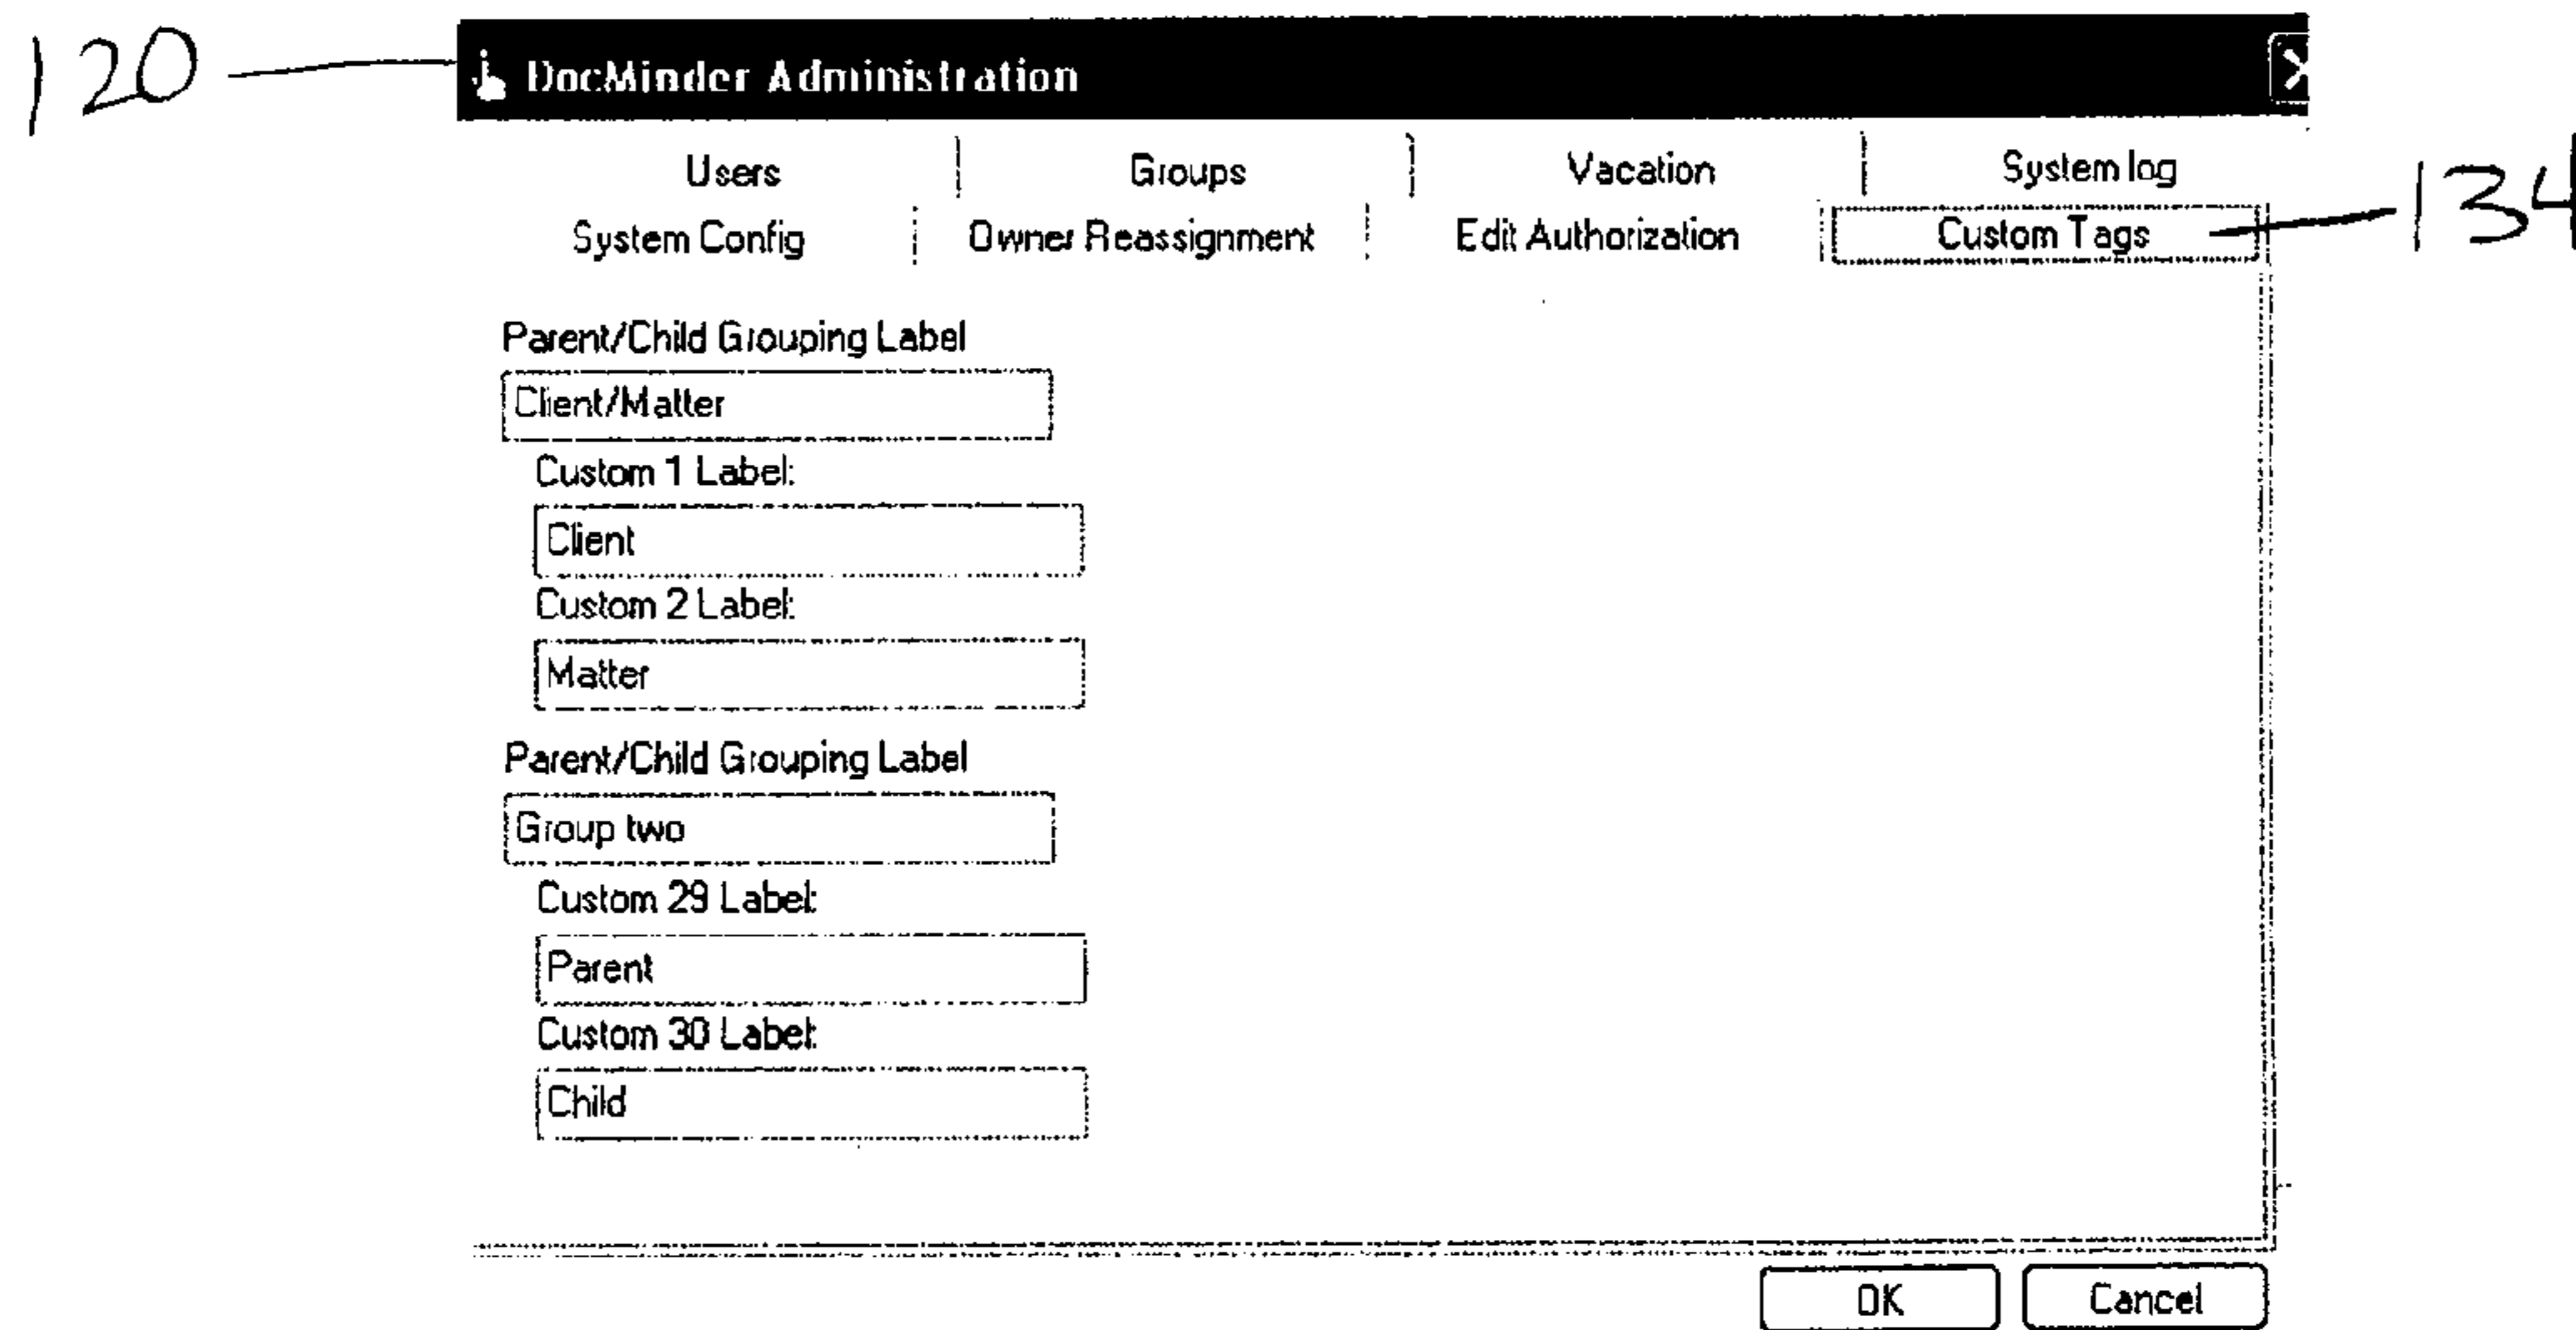 120 DocMinder Administration
Users Groups Vacation System log
System Config Owner Reassignment Edit Authorization Custom Tags 134
Parent/Child Grouping Label
Client/Matter
Custom 1 Label:
Client
Custom 2 Label:
Matter
Parent/Child Grouping Label
Group two
Custom 29 Label:
Parent
Custom 30 Label:
Child
OK Cancel